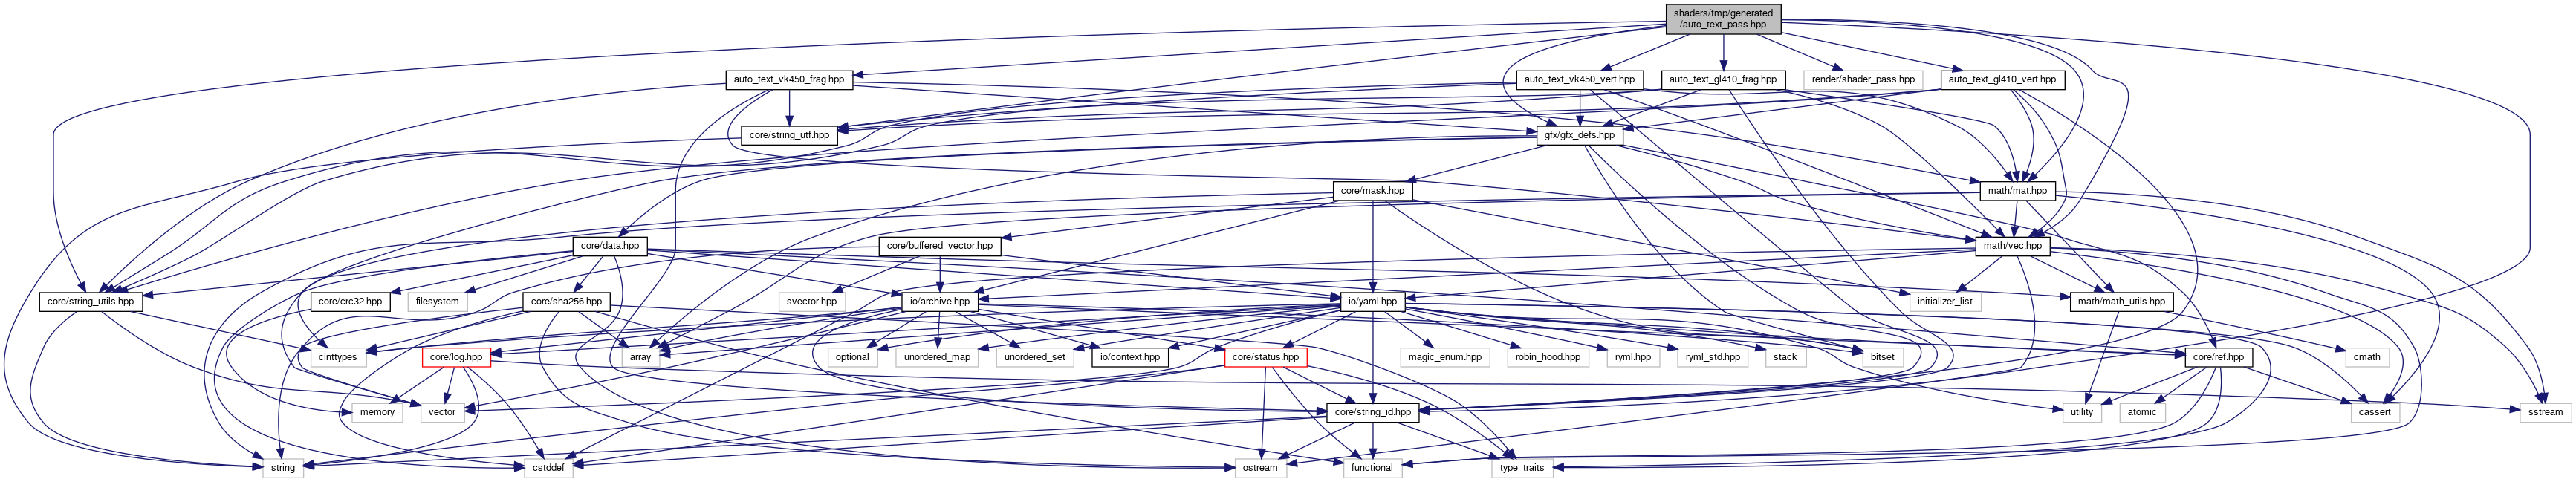 shaders/tmp/generated
/auto_text_pass.hpp
auto_text_vk450_frag.hpp
auto_text_vk450_vert.hpp
auto_text_gl410_frag.hpp
render/shader_pass.hpp
auto_text_gl410_vert.hpp
core/string_utf.hpp
gfx/gfx_defs.hpp
core/mask.hpp
math/mat.hpp
core/data.hpp
core/buffered_vector.hpp
math/vec.hpp
core/string_utils.hpp
core/crc32.hpp
filesystem
core/sha256.hpp
svector.hpp
io/archive.hpp
io/yaml.hpp
initializer_list
math/math_utils.hpp
cinttypes
core/log.hpp
array
optional
unordered_map
unordered_set
io/context.hpp
core/status.hpp
magic_enum.hpp
robin_hood.hpp
ryml.hpp
ryml_std.hpp
stack
bitset
core/ref.hpp
cmath
memory
vector
core/string_id.hpp
utility
atomic
cassert
sstream
string
cstddef
ostream
functional
type_traits